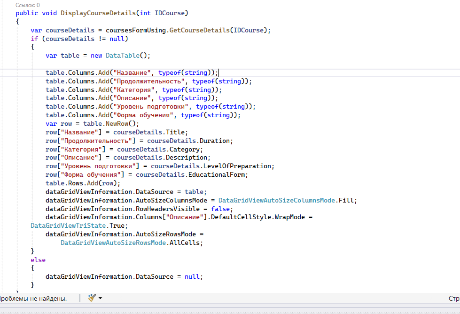 Ссылок: 0
public void DisplayCourseDetails(int IDCourse)
{
var courseDetails = coursesFormUsing.GetCourseDetails(IDCourse);
if (courseDetails != null)
{
var table = new DataTable();
table.Columns.Add("Название", typeof(string));
table.Columns.Add("Продолжительность", typeof(string));
table.Columns.Add("Категория", typeof(string));
table.Columns.Add("Описание", typeof(string));
table.Columns.Add("Уровень подготовки", typeof(string));
table.Columns.Add("Форма обучения", typeof(string));
var row = table.NewRow();
row["Название"] = courseDetails.Title;
row["Продолжительность"] = courseDetails.Duration;
row["Категория"] = courseDetails.Category;
row["Описание"] = courseDetails.Description;
row["Уровень подготовки"] = courseDetails.LevelOfPreparation;
row["Форма обучения"] = courseDetails.EducationalForm;
table.Rows.Add(row);
dataGridViewInformation.DataSource = table;
dataGridViewInformation.AutoSizeColumnsMode = DataGridViewAutoSizeColumnsMode.Fill;
dataGridViewInformation.RowHeadersVisible = false;
dataGridViewInformation.Columns["Описание"].DefaultCellStyle.WrapMode =
DataGridViewTriState.True;
dataGridViewInformation.AutoSizeRowsMode =
DataGridViewAutoSizeRowsMode.AllCells;
}
else
{
dataGridViewInformation.DataSource = null;
}
роблемы не найдены.
Стр